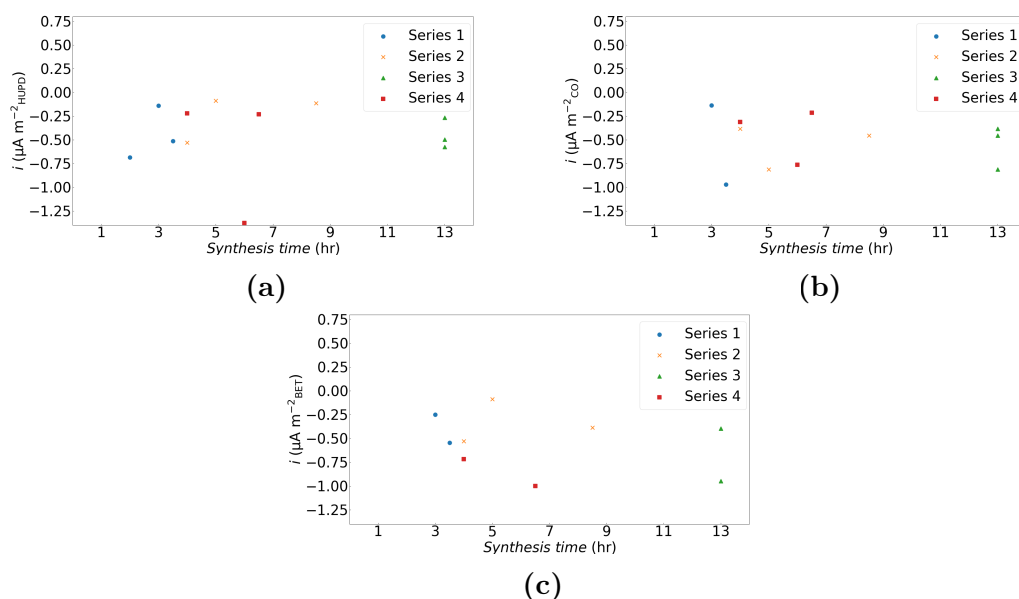 0.75
0.50
0.25
0.00
−0.25
−0.50
−0.75
−1.00
−1.25
i (µA m−2HUPD)
Series 1
Series 2
Series 3
Series 4
1 3 5 7 9 11 13
Synthesis time (hr)
(a)
0.75
0.50
0.25
0.00
−0.25
−0.50
−0.75
−1.00
−1.25
i (µA m−2CO)
Series 1
Series 2
Series 3
Series 4
1 3 5 7 9 11 13
Synthesis time (hr)
(b)
0.75
0.50
0.25
0.00
−0.25
−0.50
−0.75
−1.00
−1.25
i (µA m−2BET)
Series 1
Series 2
Series 3
Series 4
1 3 5 7 9 11 13
Synthesis time (hr)
(c)